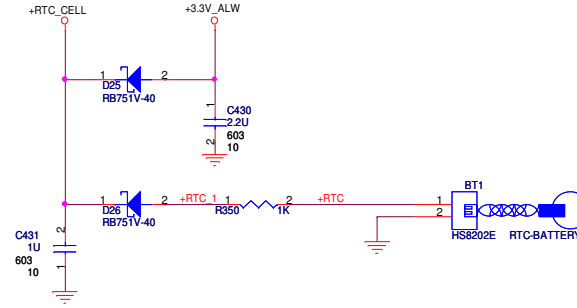 +RTC_CELL
+3.3V_ALW
1
2
D25
RB751V-40
1
C430
2.2U
2
603
10
1
2
+RTC_1
1
2
+RTC
D26
RB751V-40
R350
1K
BT1
1
2
HS8202E
RTC-BATTERY
2
C431
1U
603
1
10